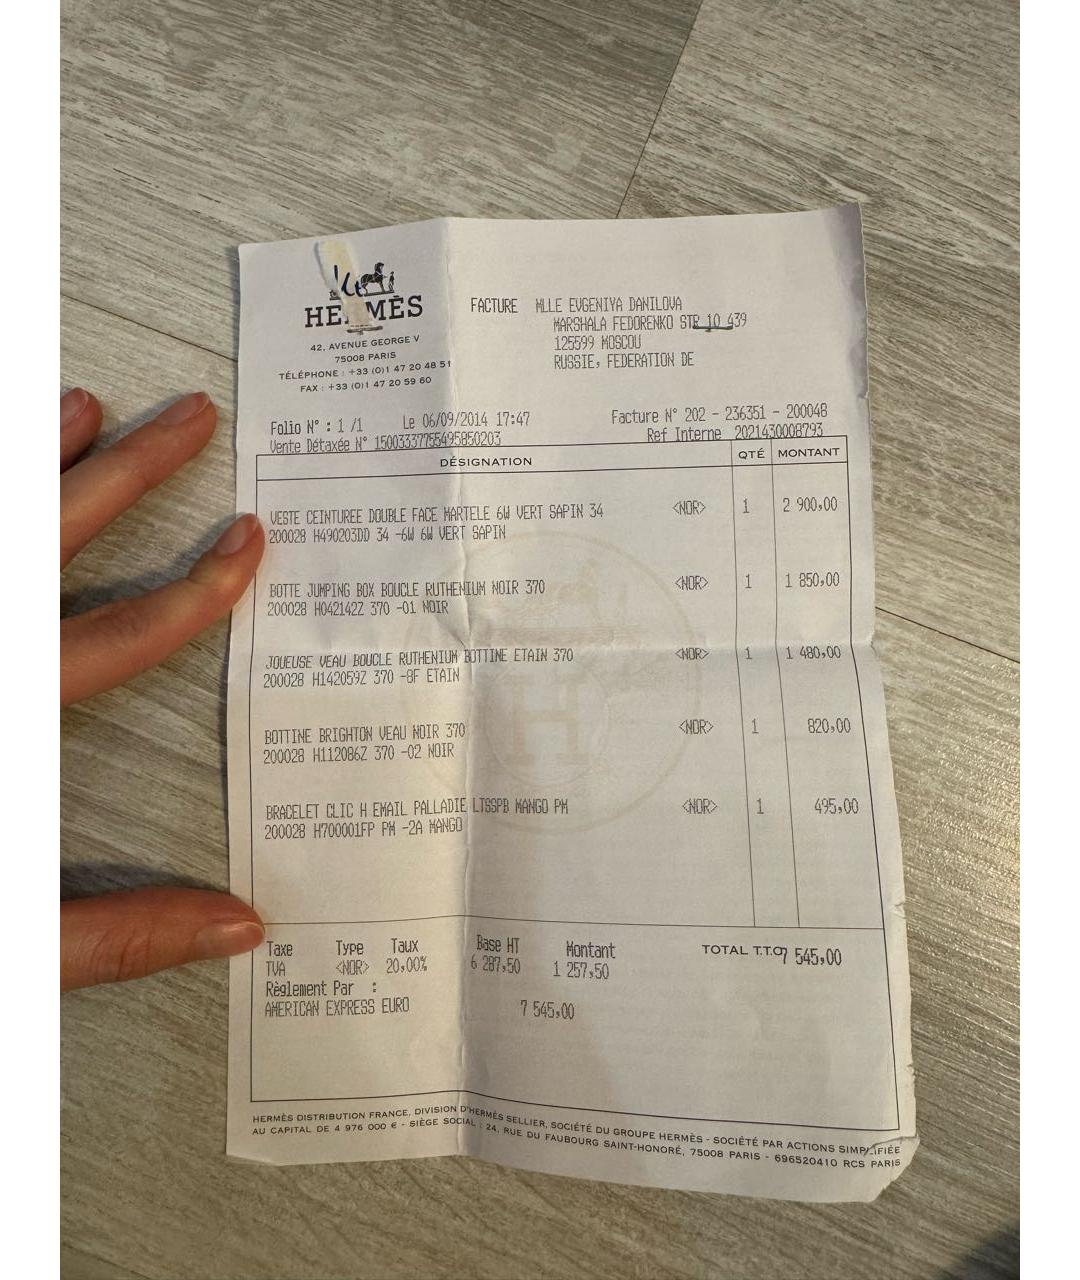 HERMÈS
42, AVENUE GEORGE V
75008 PARIS
TÉLÉPHONE : +33 (0)1 47 20 48 51
FAX : +33 (0)1 47 20 59 60
FACTURE MLLE EVGENIYA DANILOVA
MARSHALA FEDORENKO STR 10 439
125599 MOSCOU
RUSSIE, FEDERATION DE
Folio N° : 1 /1 Le 06/09/2014 17:47 Facture N° 202 - 236351 - 200048
Vente Détaxée N° 15003337755495850203 Ref Interne 2021430008793
DÉSIGNATION QTÉ MONTANT
VESTE CEINTUREE DOUBLE FACE MARTELE 6W VERT SAPIN 34 <NOR> 1 2 900,00
200028 H490203DD 34 -6W 6W VERT SAPIN
BOTTE JUMPING BOX BOUCLE RUTHENIUM NOIR 370 <NOR> 1 1 850,00
200028 H042142Z 370 -01 NOIR
JOUEUSE VEAU BOUCLE RUTHENIUM BOTTINE ETAIN 370 <NOR> 1 1 480,00
200028 H142059Z 370 -8F ETAIN
BOTTINE BRIGHTON VEAU NOIR 370 <NOR> 1 820,00
200028 H112086Z 370 -02 NOIR
BRACELET CLIC H EMAIL PALLADIE LTSSPB MANGO PM <NOR> 1 495,00
200028 H700001FP PM -2A MANGO
Taxe Type Taux Base HT Montant TOTAL T.T.C 7 545,00
TVA <NOR> 20,00% 6 287,50 1 257,50
Règlement Par :
AMERICAN EXPRESS EURO 7 545,00
HERMÈS DISTRIBUTION FRANCE, DIVISION D'HERMÈS SELLIER, SOCIÉTÉ DU GROUPE HERMÈS - SOCIÉTÉ PAR ACTIONS SIMPLIFIÉE
AU CAPITAL DE 4 976 000 € - SIÈGE SOCIAL : 24, RUE DU FAUBOURG SAINT-HONORÉ, 75008 PARIS - 696520410 RCS PARIS